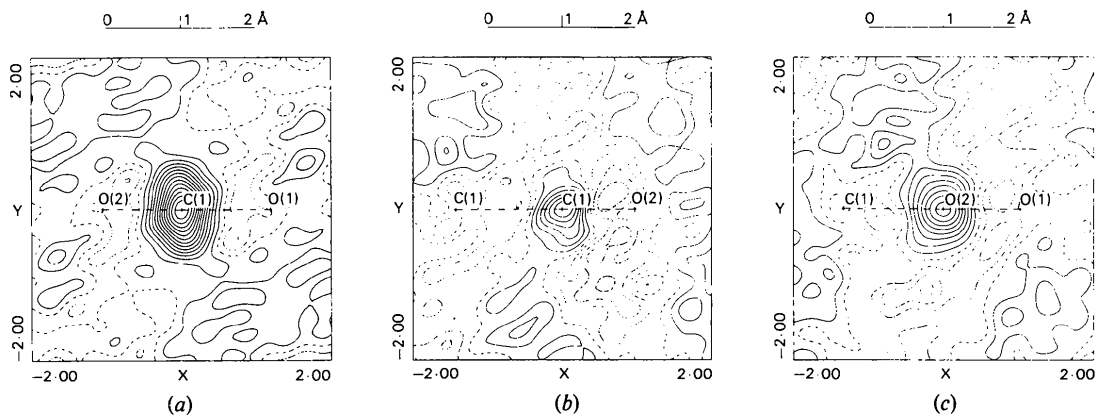 0 1 2 Å
0 1 2 Å
0 1 2 Å
2·00
O(2) C(1) O(1)
Y
-2·00
-2·00 X 2·00
(a)
2·00
C(1) C(1) O(2)
Y
-2·00
-2·00 X 2·00
(b)
2·00
C(1) O(2) O(1)
Y
-2·00
-2·00 X 2·00
(c)